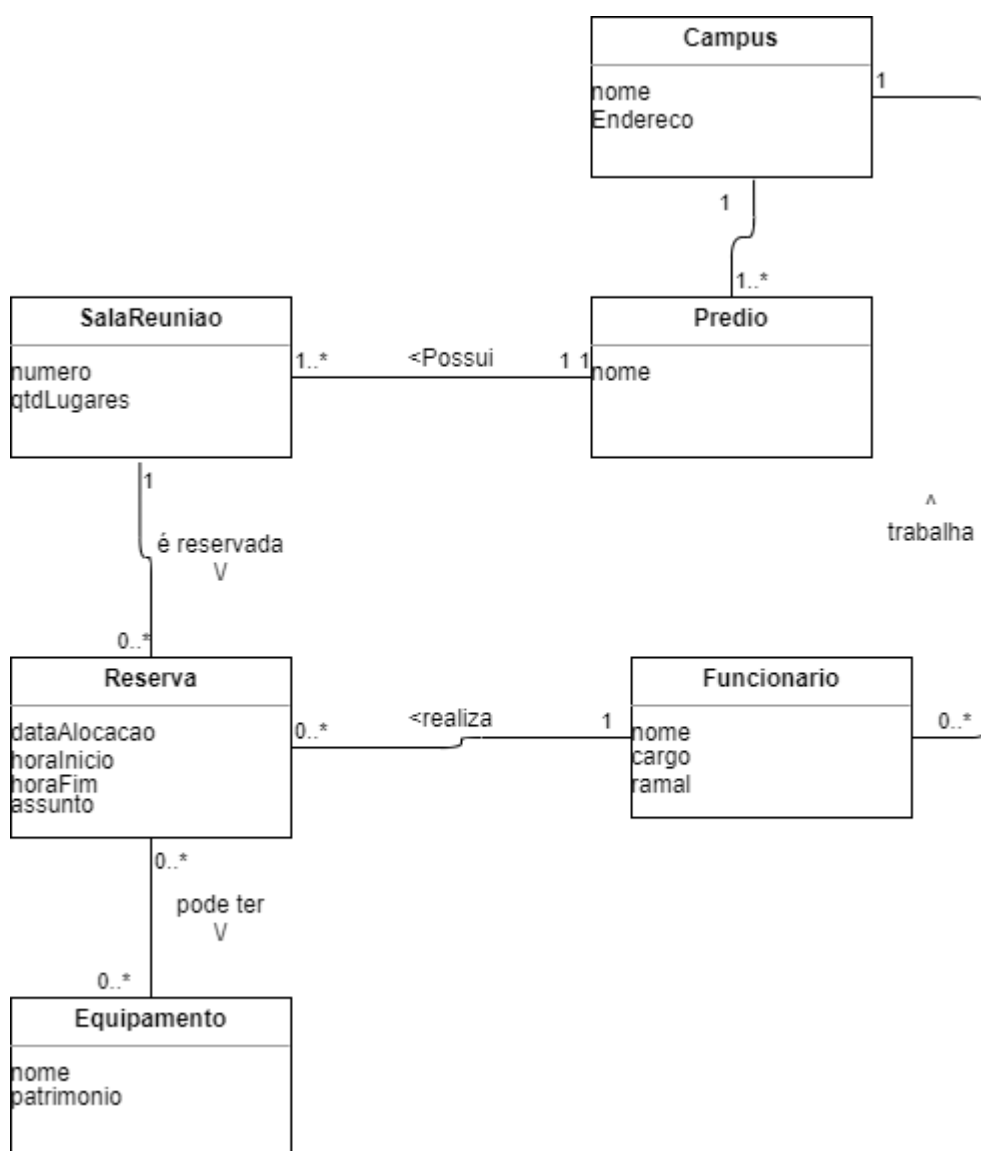 Campus
nome
Endereco
1
1
1..*
SalaReuniao
numero
qtdLugares
1..*
<Possui
1 1
Predio
nome
^
trabalha
1
é reservada
V
0..*
Reserva
dataAlocacao
horaInicio
horaFim
assunto
0..*
<realiza
1
Funcionario
nome
cargo
ramal
0..*
0..*
pode ter
V
0..*
Equipamento
nome
patrimonio